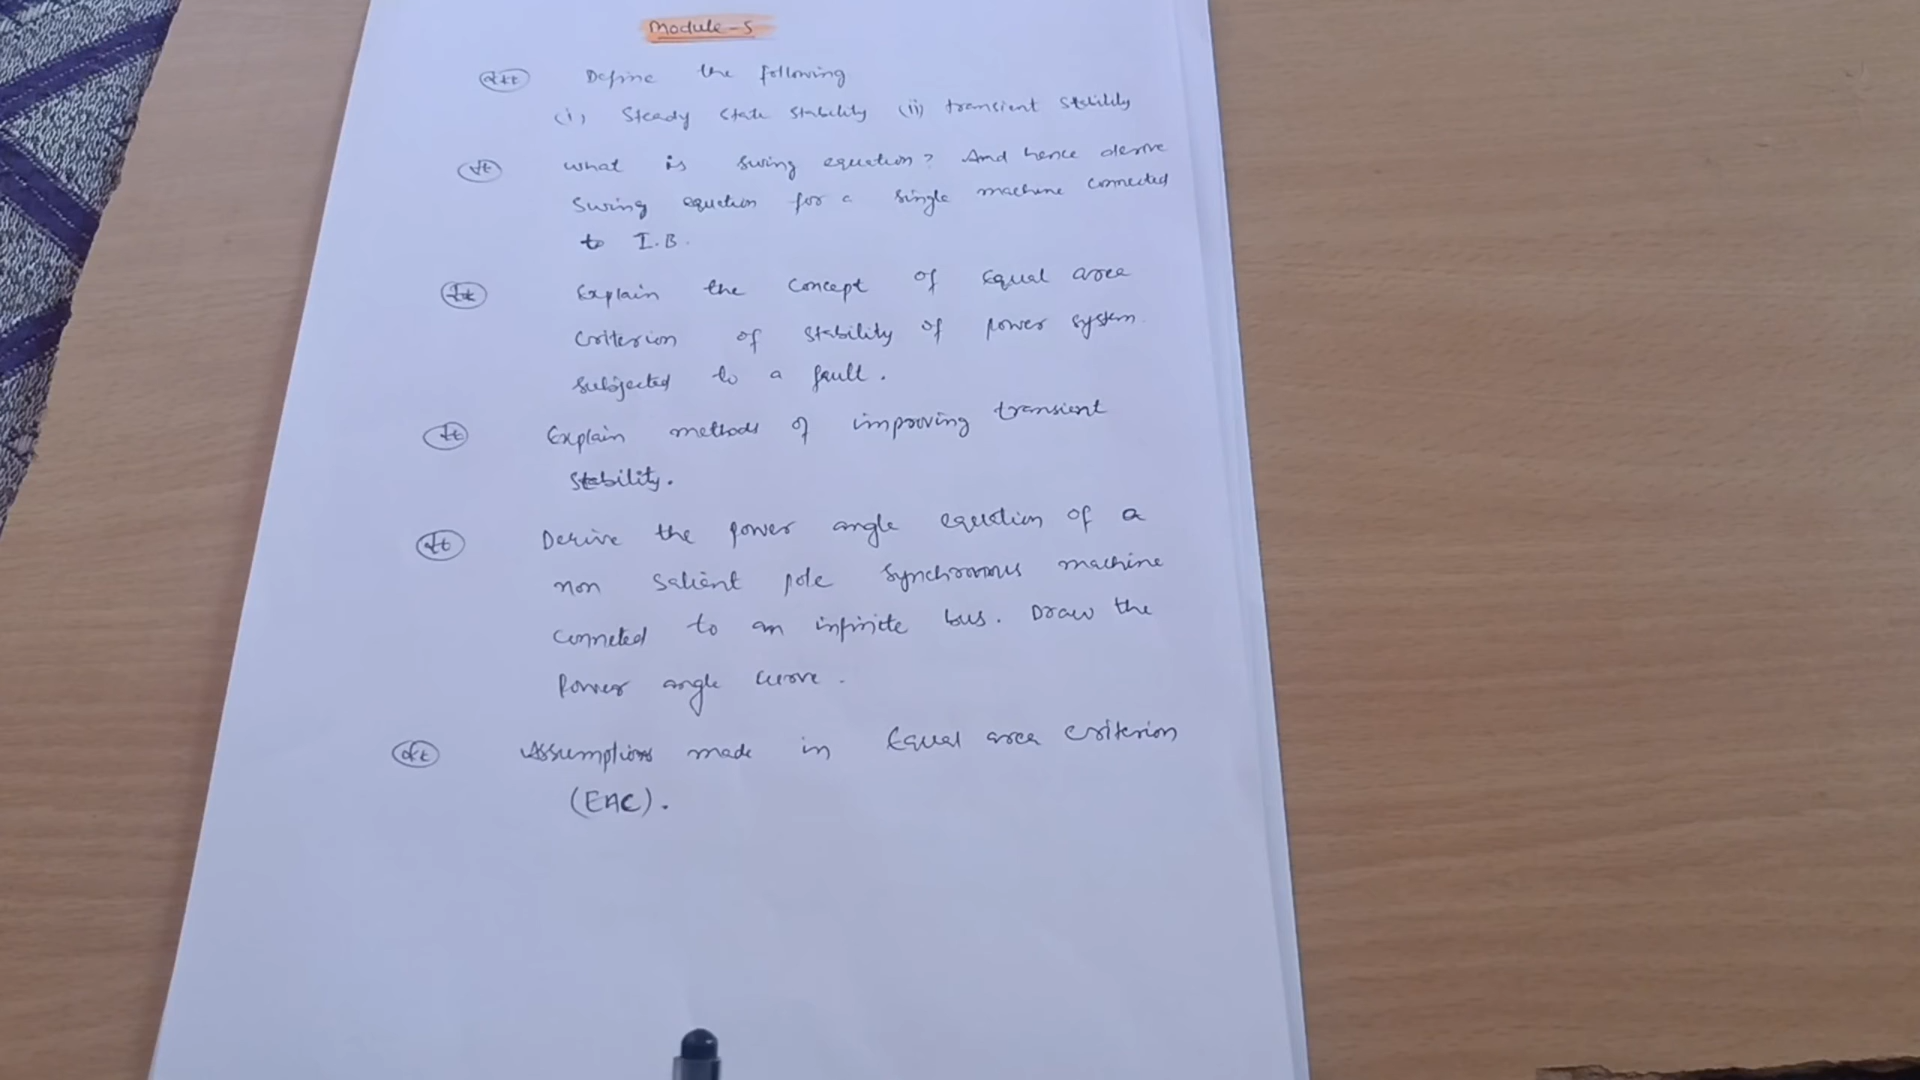 Module-5
Define the following
(i) Steady state stability (ii) transient stability
What is swing equation? And hence derive
swing equation for a single machine connected
to I.B.
Explain the concept of equal area
criterion of stability of power system
subjected to a fault.
Explain methods of improving transient
stability.
Derive the power angle equation of a
non salient pole synchronous machine
conneted to an infinite bus. Draw the
Power angle curve.
Assumptions made in Equal area criterion
(EAC).